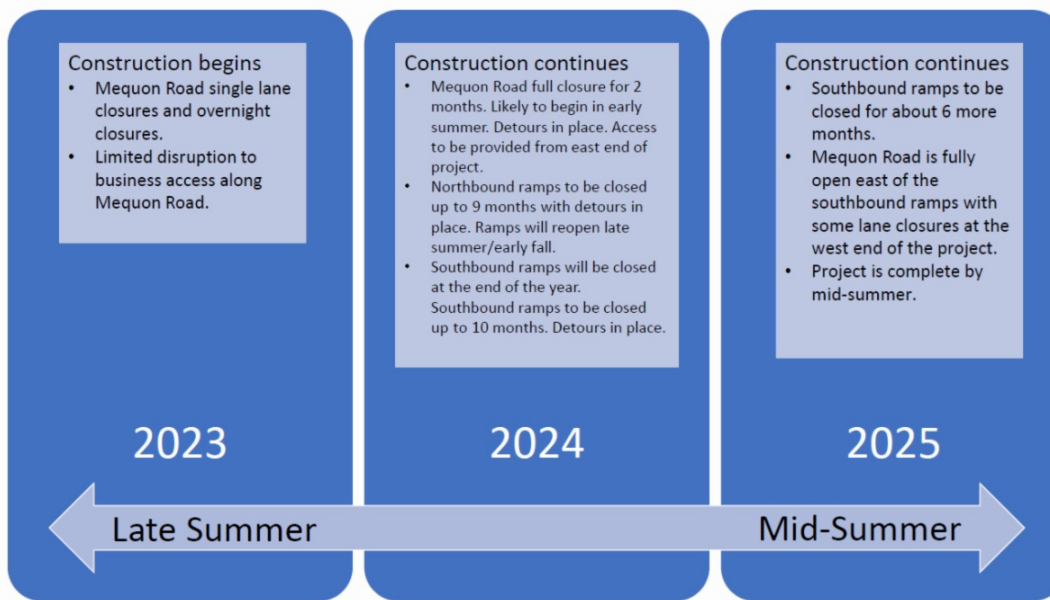 Construction begins
• Mequon Road single lane
closures and overnight
closures.
• Limited disruption to
business access along
Mequon Road.
2023
Construction continues
• Mequon Road full closure for 2
months. Likely to begin in early
summer. Detours in place. Access
to be provided from east end of
project.
• Northbound ramps to be closed
up to 9 months with detours in
place. Ramps will reopen late
summer/early fall.
• Southbound ramps will be closed
at the end of the year.
Southbound ramps to be closed
up to 10 months. Detours in place.
2024
Construction continues
• Southbound ramps to be
closed for about 6 more
months.
• Mequon Road is fully
open east of the
southbound ramps with
some lane closures at the
west end of the project.
• Project is complete by
mid-summer.
2025
Late Summer
Mid-Summer